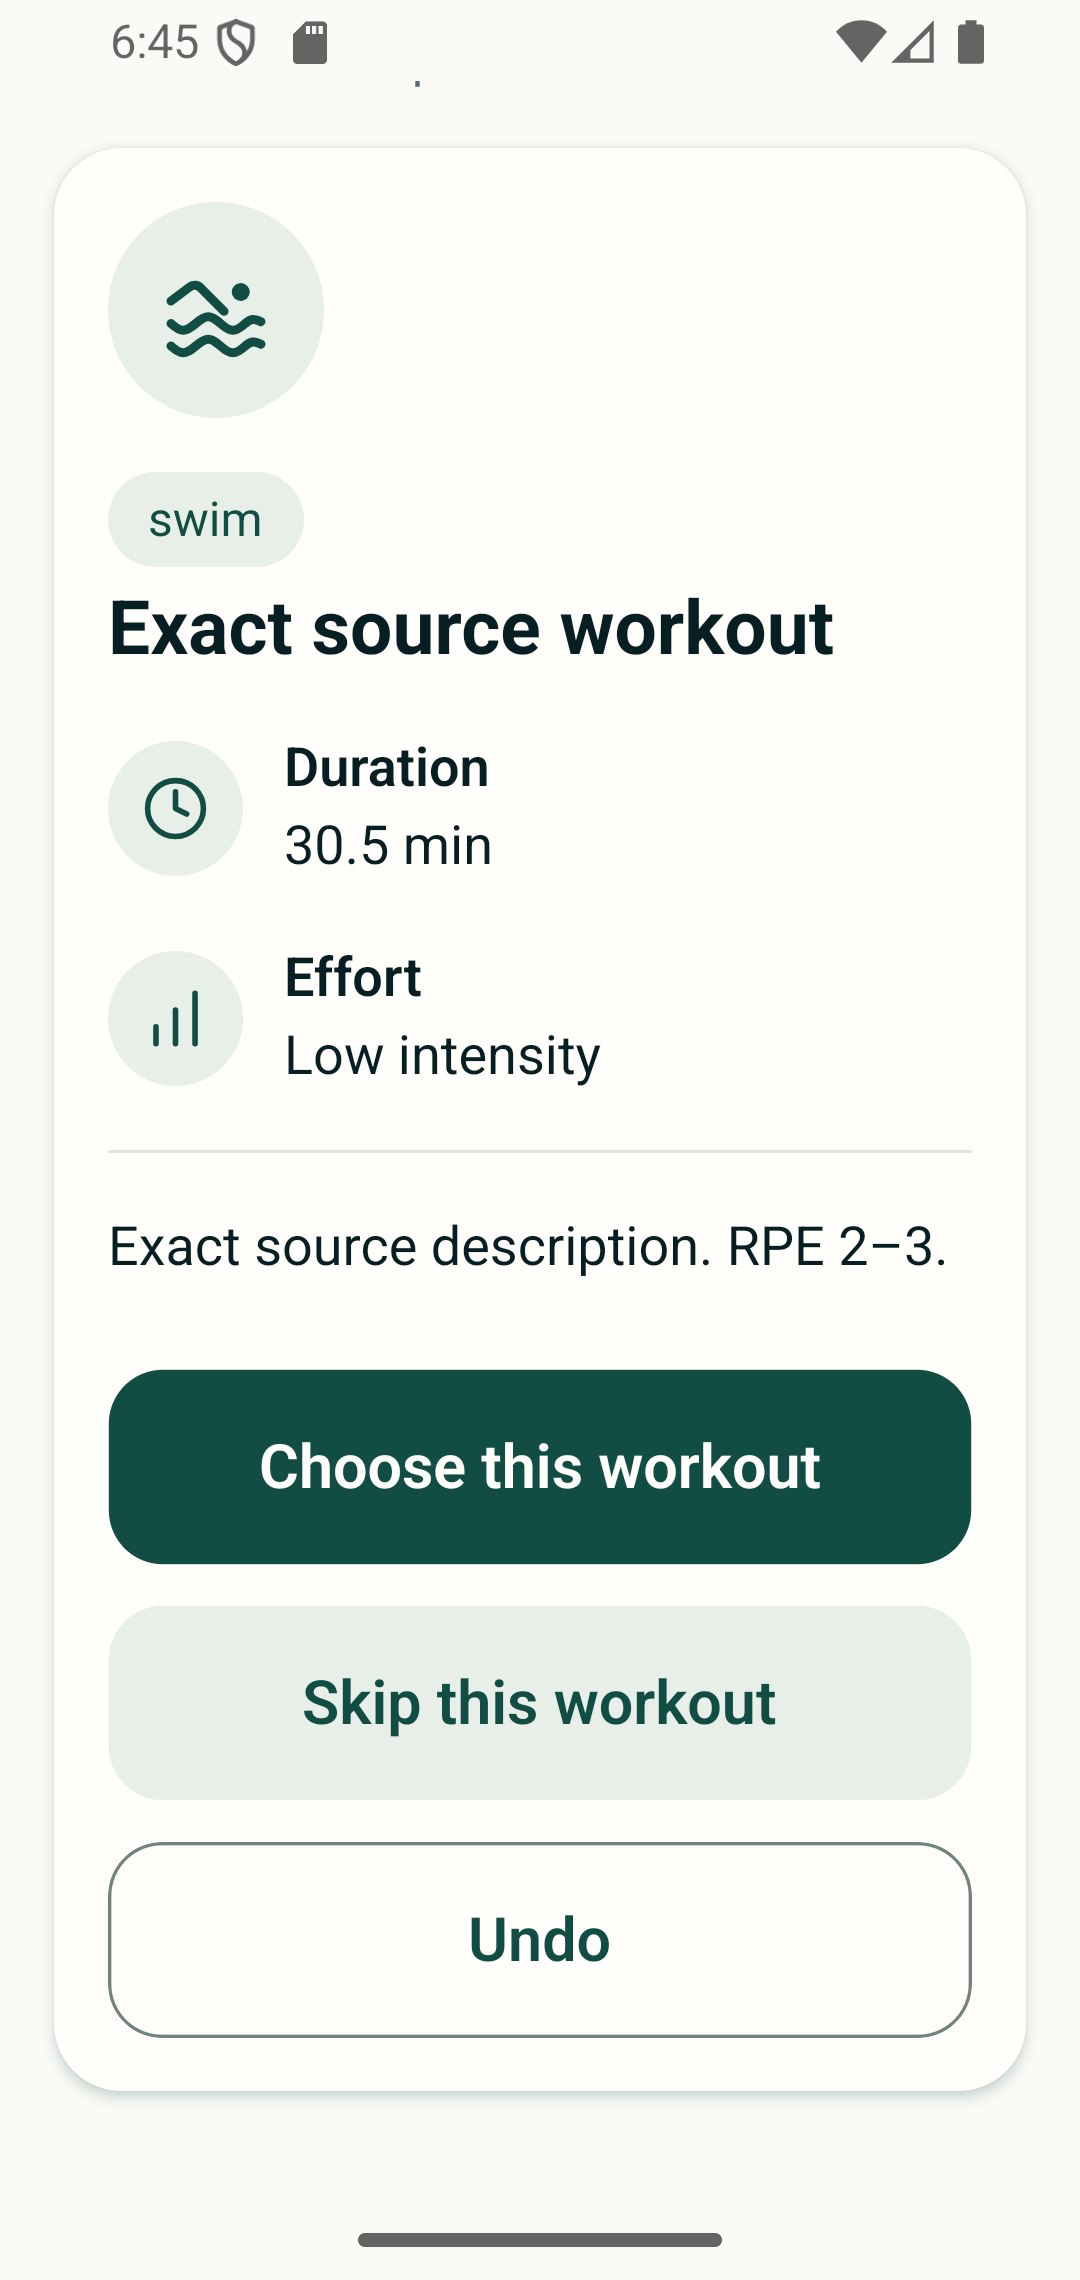 6:45
swim
Exact source workout
Duration
30.5 min
Effort
Low intensity
Exact source description. RPE 2–3.
Choose this workout
Skip this workout
Undo